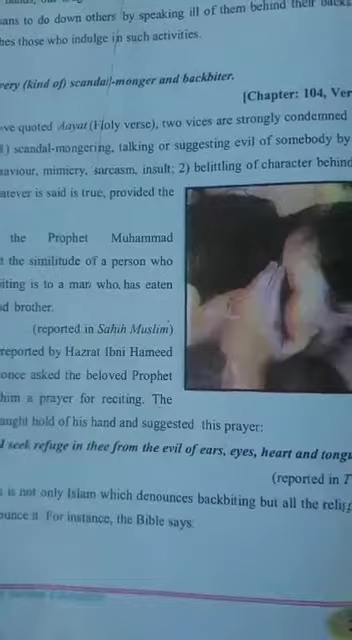 ans to do down others by speaking ill of them behind their backs
hes those who indulge in such activities.
very (kind of) scandal-monger and backbiter.
[Chapter: 104, Ver
ve quoted Aayat (Holy verse), two vices are strongly condemned
) scandal-mongering, talking or suggesting evil of somebody by
haviour, mimicry, sarcasm, insult; 2) belittling of character behind
atever is said is true, provided the
the Prophet Muhammad
t the similitude of a person who
iting is to a man who has eaten
d brother.
(reported in Sahih Muslim)
reported by Hazrat Ibni Hameed
once asked the beloved Prophet
him a prayer for reciting. The
aught hold of his hand and suggested this prayer:
I seek refuge in thee from the evil of ears, eyes, heart and tongu
(reported in T
s is not only Islam which denounces backbiting but all the relig
ounce it. For instance, the Bible says: